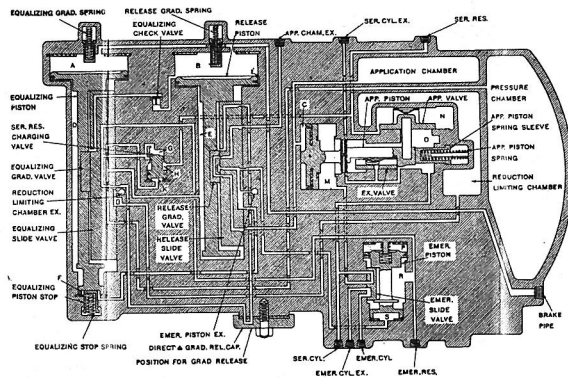 EQUALIZING GRAD. SPRING
RELEASE GRAD. SPRING
EQUALIZING
CHECK VALVE
RELEASE
PISTON
APP. CHAM. EX.
SER. CYL. EX.
SER. RES.
A
B
APPLICATION CHAMBER
PRESSURE
CHAMBER
EQUALIZING
PISTON
D
SER. RES.
CHARGING
VALVE
G
H
K
E
C
M
APP. PISTON
APP. VALVE
N
O
APP. PISTON
SPRING SLEEVE
APP. PISTON
SPRING
EX. VALVE
REDUCTION
LIMITING CHAMBER
EQUALIZING
GRAD. VALVE
REDUCTION
LIMITING
CHAMBER EX.
RELEASE
GRAD. VALVE
RELEASE
SLIDE
VALVE
EQUALIZING
SLIDE VALVE
F
EQUALIZING
PISTON STOP
EQUALIZING STOP SPRING
P
R
S
EMER.
PISTON
EMER.
SLIDE
VALVE
BRAKE
PIPE
EMER. PISTON EX.
DIRECT & GRAD. REL. CAP.
POSITION FOR GRAD RELEASE
SER. CYL.
EMER. CYL
EMER. CYL. EX.
EMER. RES.